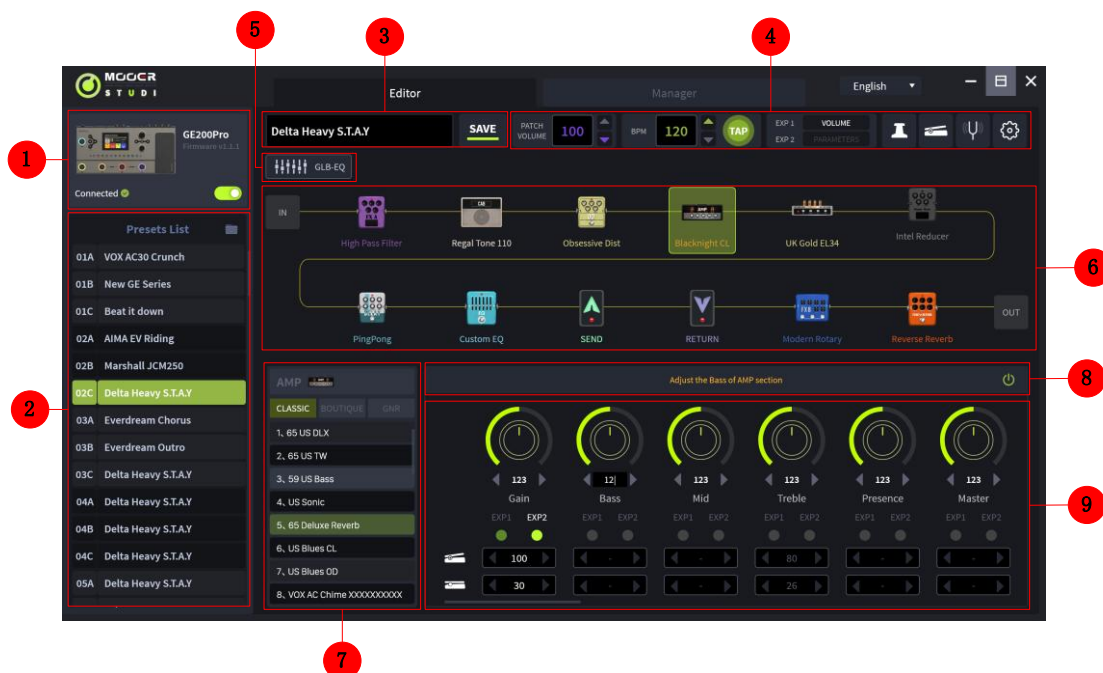 5
3
4
MOOER
STUDI
Editor
Manager
English
1
GE200Pro
Firmware v1.1.1
Connected
Delta Heavy S.T.A.Y
SAVE
PATCH VOLUME
100
BPM
120
TAP
EXP 1 VOLUME
EXP 2 PARAMETERS
GLB-EQ
Presets List
01A VOX AC30 Crunch
01B New GE Series
01C Beat it down
02A AIMA EV Riding
02B Marshall JCM250
02C Delta Heavy S.T.A.Y
03A Everdream Chorus
03B Everdream Outro
03C Delta Heavy S.T.A.Y
04A Delta Heavy S.T.A.Y
04B Delta Heavy S.T.A.Y
04C Delta Heavy S.T.A.Y
05A Delta Heavy S.T.A.Y
2
IN
High Pass Filter
CAB
Regal Tone 110
Obsessive Dist
AMP
Blacknight CL
UK Gold EL34
Intel Reducer
6
PingPong
EQ
Custom EQ
SEND
RETURN
Modern Rotary
Reverse Reverb
OUT
AMP
CLASSIC BOUTIQUE GNR
1、65 US DLX
2、65 US TW
3、59 US Bass
4、US Sonic
5、65 Deluxe Reverb
6、US Blues CL
7、US Blues OD
8、VOX AC Chime XXXXXXXXXX
7
Adjust the Bass of AMP section
8
123 12 123 123 123 123
Gain Bass Mid Treble Presence Master
EXP1 EXP2 EXP1 EXP2 EXP1 EXP2 EXP1 EXP2 EXP1 EXP2 EXP1 EXP2
100 - - 80 - -
30 - - 26 - -
9